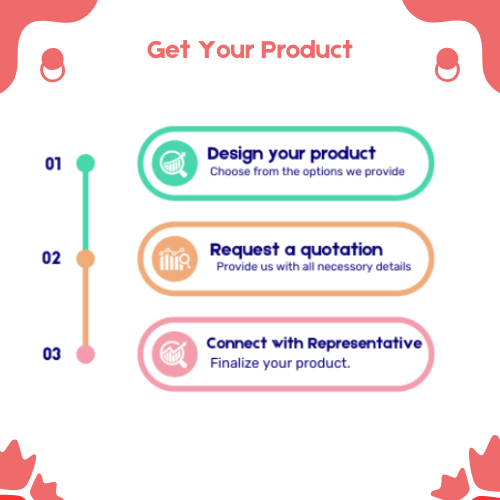 Get Your Product
01
Design your product
Choose from the options we provide
02
Request a quotation
Provide us with all necessary details
03
Connect with Representative
Finalize your product.